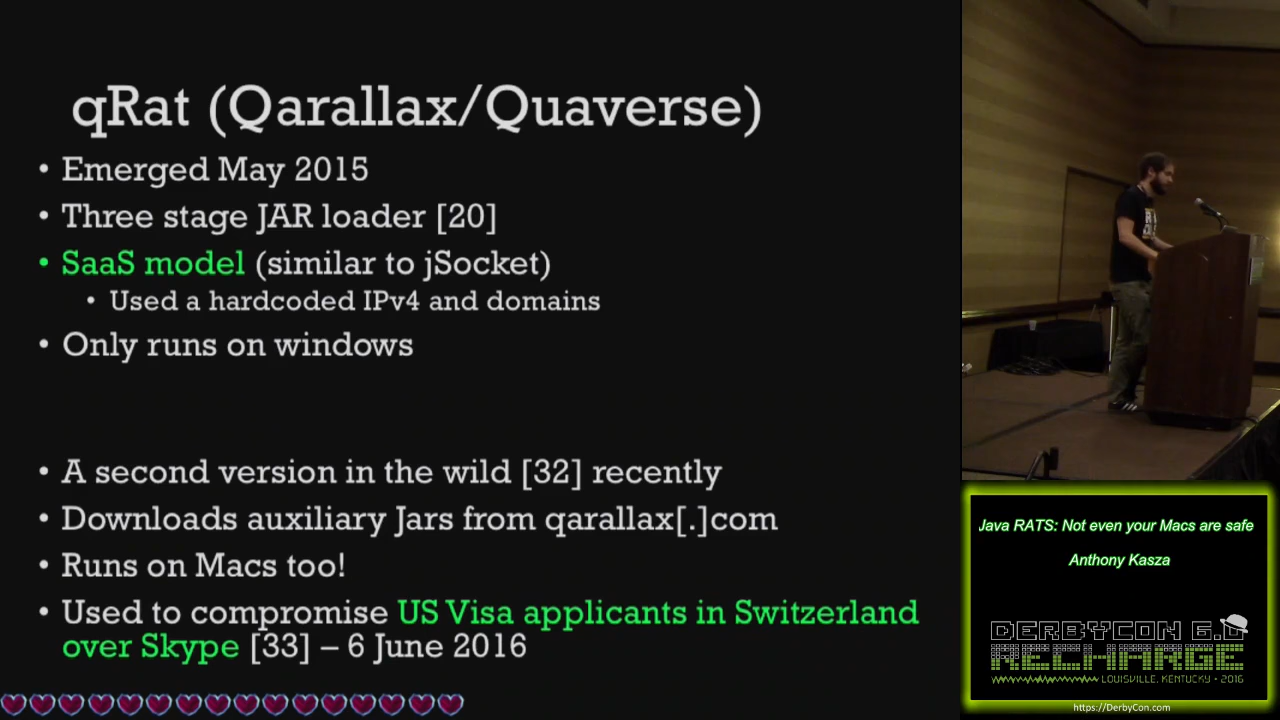 qRat (Qarallax/Quaverse)
• Emerged May 2015
• Three stage JAR loader [20]
• SaaS model (similar to jSocket)
• Used a hardcoded IPv4 and domains
• Only runs on windows
• A second version in the wild [32] recently
• Downloads auxiliary Jars from qarallax[.]com
• Runs on Macs too!
• Used to compromise US Visa applicants in Switzerland
over Skype [33] – 6 June 2016
Java RATS: Not even your Macs are safe
Anthony Kasza
DERBYCON 6.0
RECHARGE
LOUISVILLE, KENTUCKY • 2016
https://DerbyCon.com